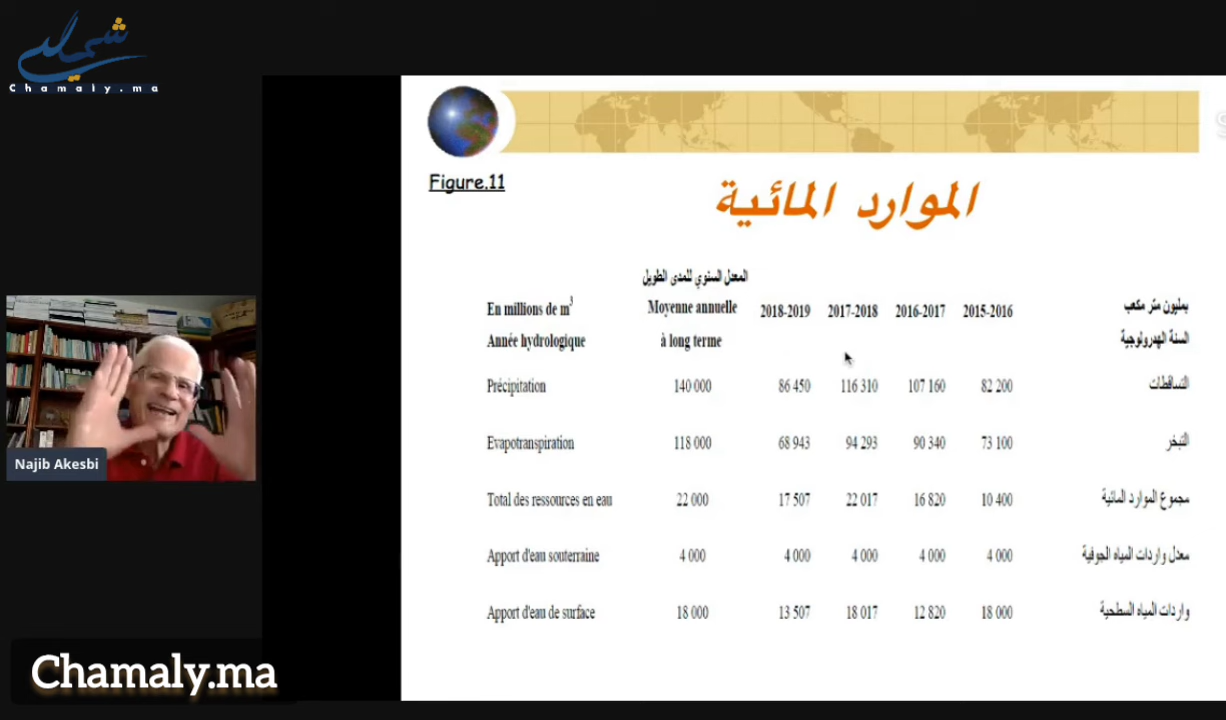 شمالي
Chamaly.ma
Figure.11
الموارد المائية
المعدل السنوي للمدى الطويل
En millions de m³ Moyenne annuelle 2018-2019 2017-2018 2016-2017 2015-2016 بمليون متر مكعب
Année hydrologique à long terme السنة الهيدرولوجية
Précipitation 140 000 86 450 116 310 107 160 82 200 التساقطات
Evapotranspiration 118 000 68 943 94 293 90 340 73 100 التبخر
Total des ressources en eau 22 000 17 507 22 017 16 820 10 400 مجموع الموارد المائية
Apport d'eau souterraine 4 000 4 000 4 000 4 000 4 000 معدل واردات المياه الجوفية
Apport d'eau de surface 18 000 13 507 18 017 12 820 18 000 واردات المياه السطحية
Najib Akesbi
Chamaly.ma